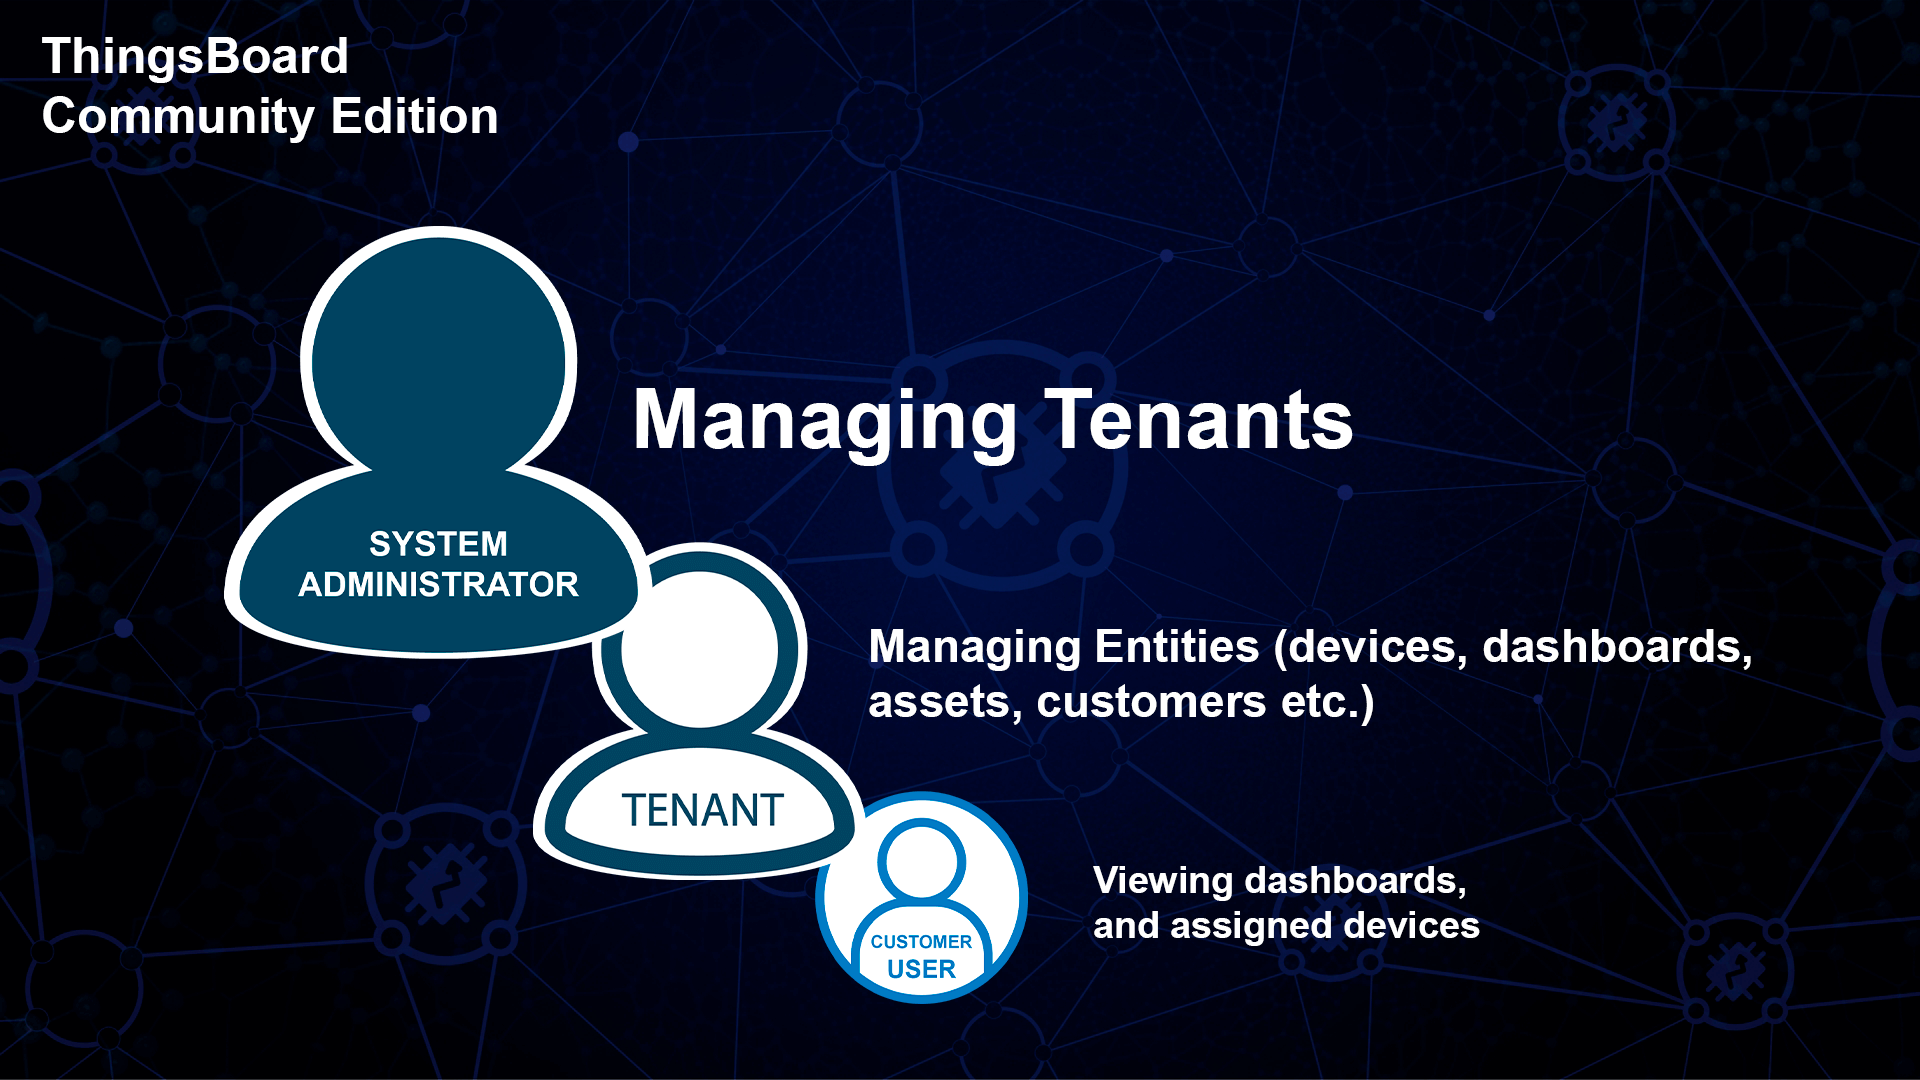 ThingsBoard
Community Edition
Managing Tenants
SYSTEM
ADMINISTRATOR
Managing Entities (devices, dashboards,
assets, customers etc.)
TENANT
Viewing dashboards,
and assigned devices
CUSTOMER
USER